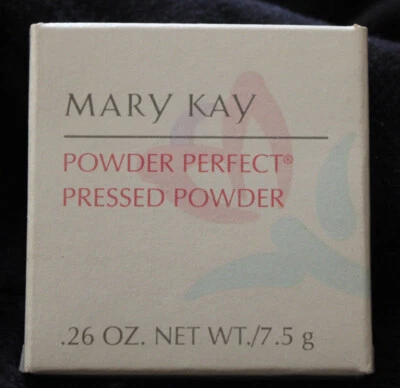 MARY KAY
POWDER PERFECT®
PRESSED POWDER
.26 OZ. NET WT./7.5 g